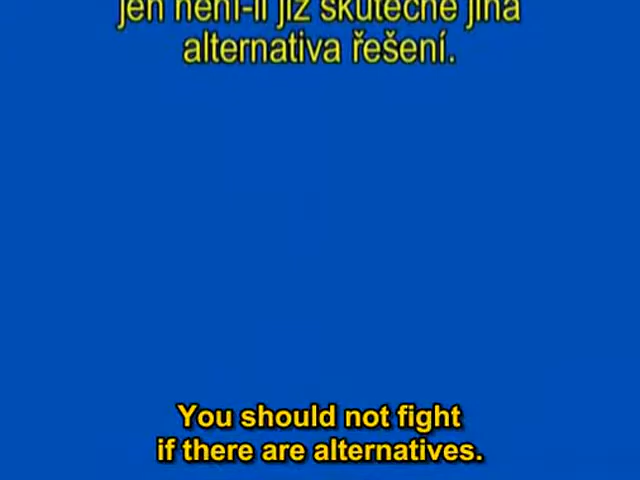 jen není-li již skutečně jiná
alternativa řešení.
You should not fight
if there are alternatives.